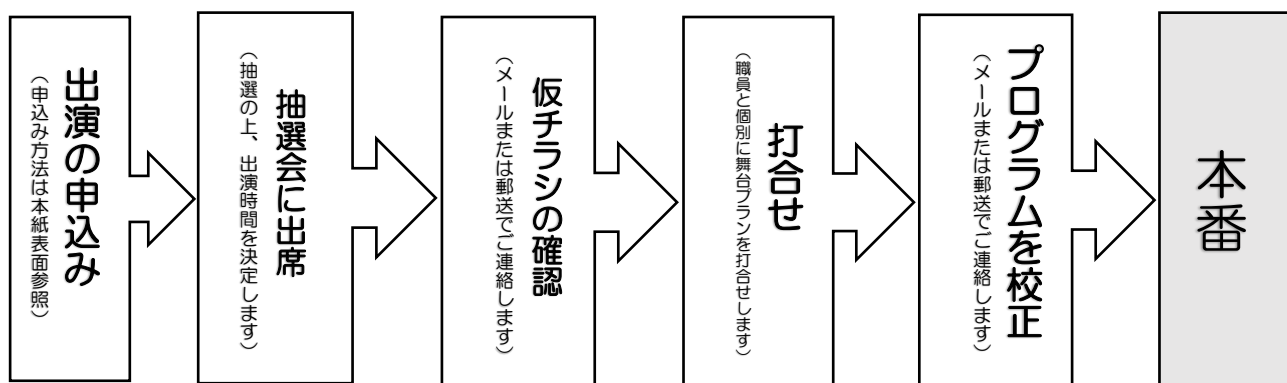 出演の申込み
（申込み方法は本紙表面参照）
抽選会に出席
（抽選の上、出演時間を決定します）
仮チラシの確認
（メールまたは郵送でご連絡します）
打合せ
（職員と個別に舞台プランを打合せします）
プログラムを校正
（メールまたは郵送でご連絡します）
本番